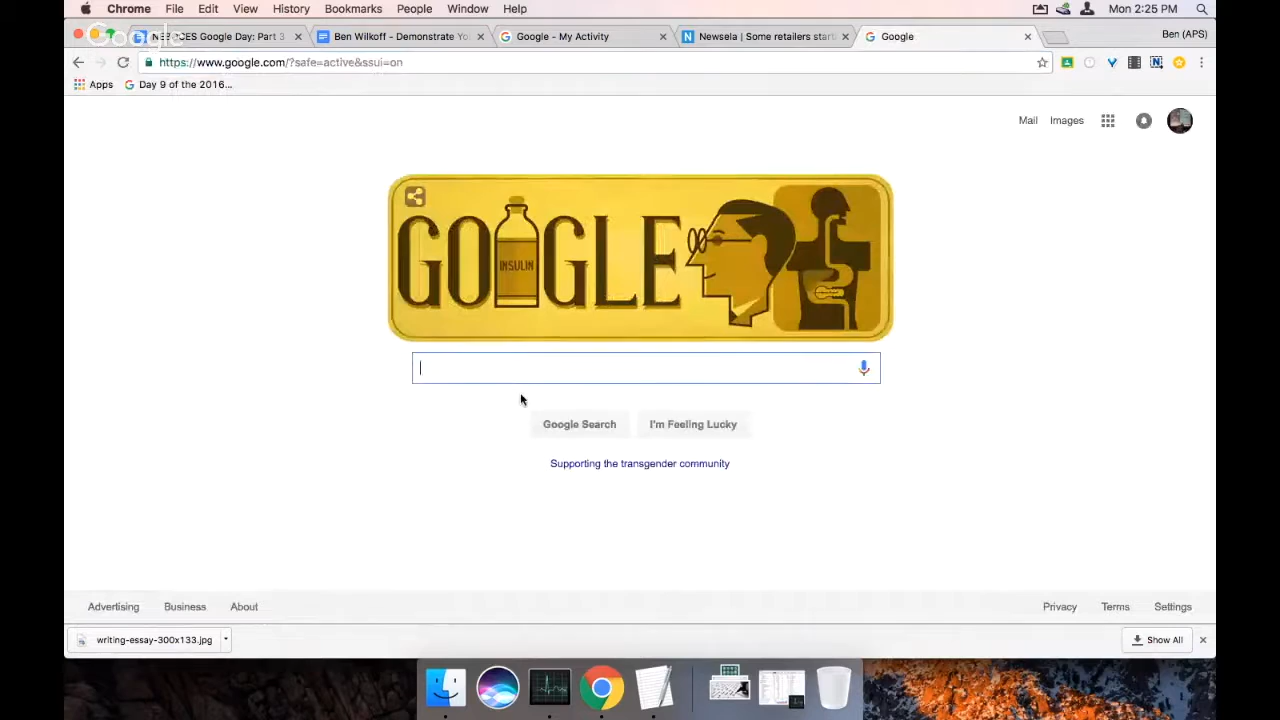 Chrome File Edit View History Bookmarks People Window Help Mon 2:25 PM
Google CES Google Day: Part 3 Ben Wilkoff - Demonstrate Yo Google - My Activity Newsela | Some retailers start Google Ben (APS)
https://www.google.com/?safe=active&ssui=on
Apps Day 9 of the 2016...
Mail Images
GO GLE
INSULIN
Google Search I'm Feeling Lucky
Supporting the transgender community
Advertising Business About Privacy Terms Settings
writing-essay-300x133.jpg Show All